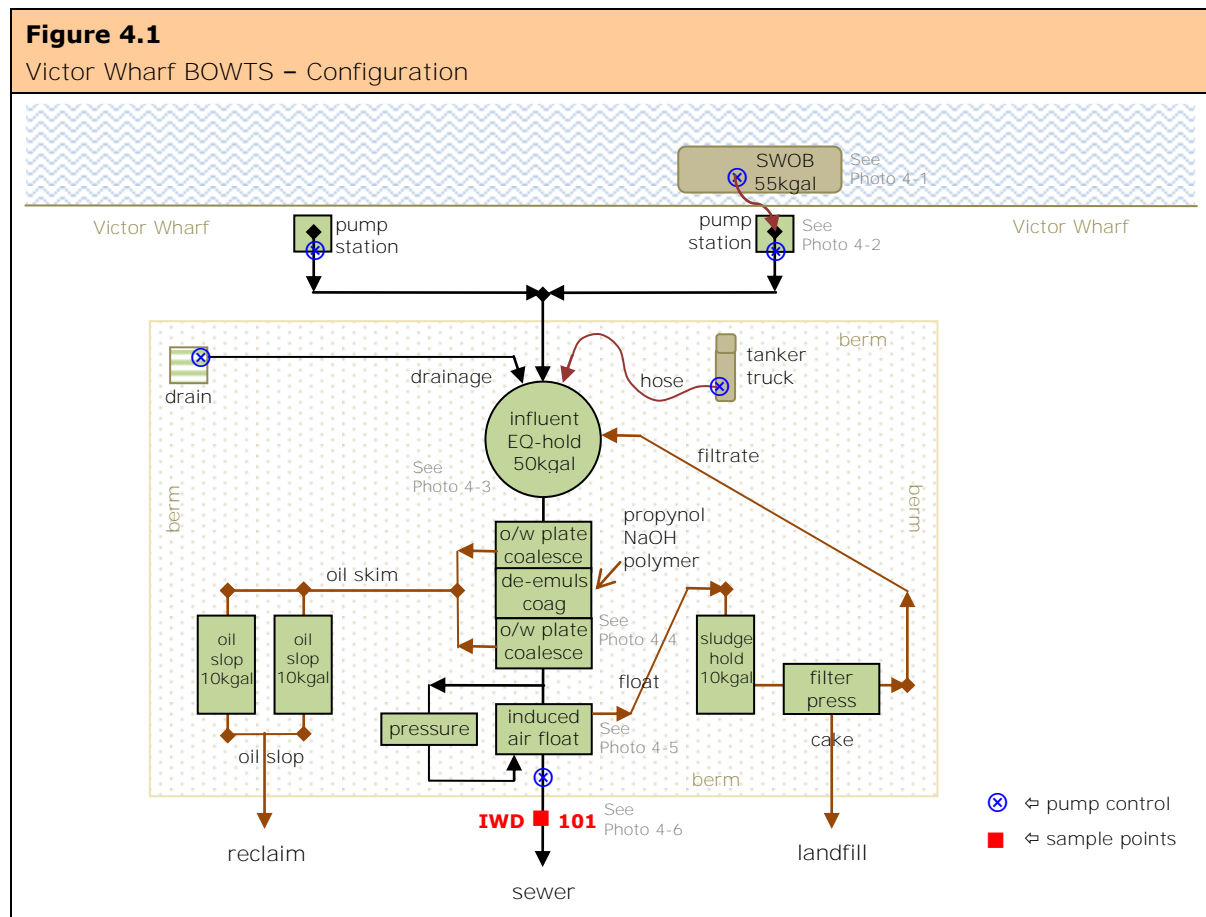 Figure 4.1
Victor Wharf BOWTS – Configuration
SWOB
55kgal
See
Photo 4-1
Victor Wharf
pump
station
pump
station
See
Photo 4-2
Victor Wharf
berm
drain
drainage
hose
tanker
truck
influent
EQ-hold
50kgal
filtrate
See
Photo 4-3
berm
berm
o/w plate
coalesce
propynol
NaOH
polymer
oil skim
de-emuls
coag
o/w plate
coalesce
See
Photo 4-4
oil
slop
10kgal
oil
slop
10kgal
sludge
hold
10kgal
float
filter
press
pressure
induced
air float
See
Photo 4-5
cake
oil slop
berm
⇦ pump control
IWD 101
See
Photo 4-6
⇦ sample points
reclaim
landfill
sewer